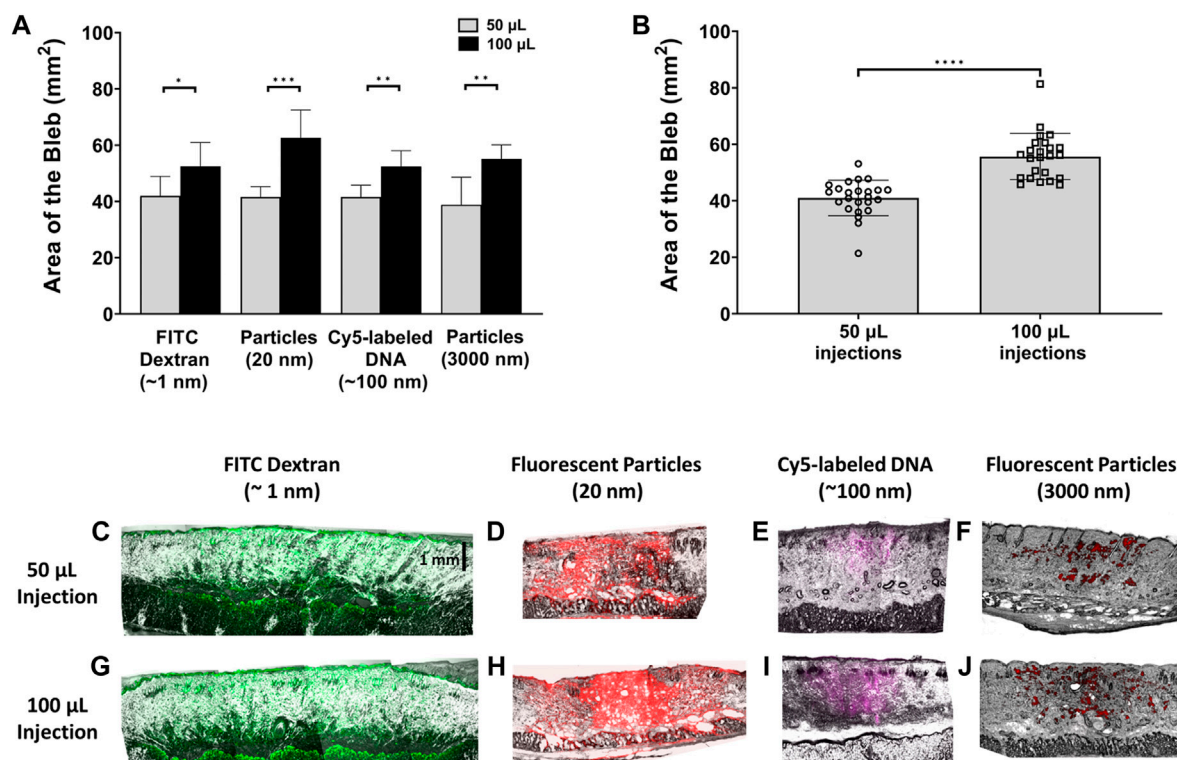 A
Area of the Bleb (mm²)
100
80
60
40
20
0
50 µL
100 µL
*
***
**
**
FITC
Dextran
(~1 nm)
Particles
(20 nm)
Cy5-labeled
DNA
(~100 nm)
Particles
(3000 nm)
B
Area of the Bleb (mm²)
100
80
60
40
20
0
****
50 µL
injections
100 µL
injections
FITC Dextran
(~ 1 nm)
Fluorescent Particles
(20 nm)
Cy5-labeled DNA
(~100 nm)
Fluorescent Particles
(3000 nm)
50 µL
Injection
C
1 mm
D
E
F
100 µL
Injection
G
H
I
J